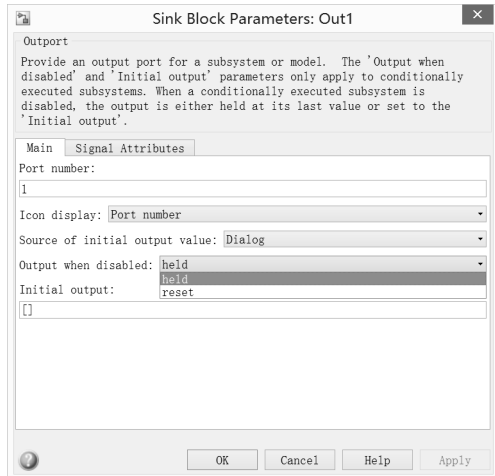 Sink Block Parameters: Out1
Outport
Provide an output port for a subsystem or model.  The 'Output when
disabled' and 'Initial output' parameters only apply to conditionally
executed subsystems. When a conditionally executed subsystem is
disabled, the output is either held at its last value or set to the
'Initial output'.
Main Signal Attributes
Port number:
1
Icon display: Port number
Source of initial output value: Dialog
Output when disabled: held
held
Initial output: reset
[]
OK Cancel Help Apply